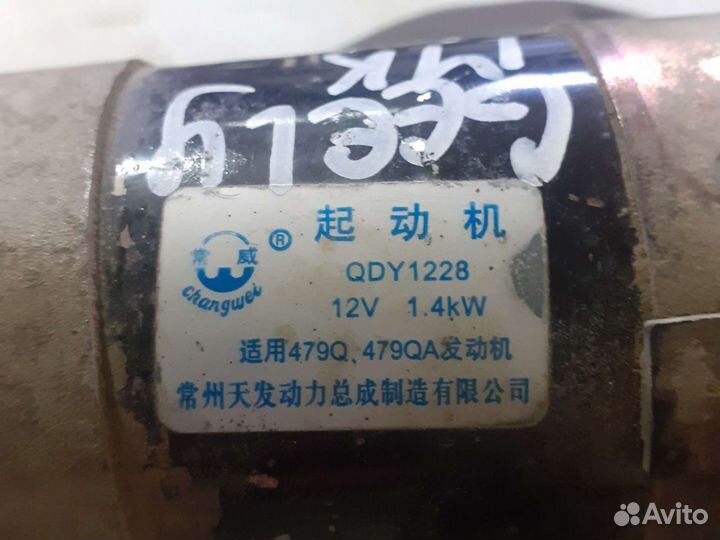 Geely
MK
常威
changwei
®
起动机
QDY1228
12V 1.4kW
适用479Q、479QA发动机
常州天发动力总成制造有限公司
Avito